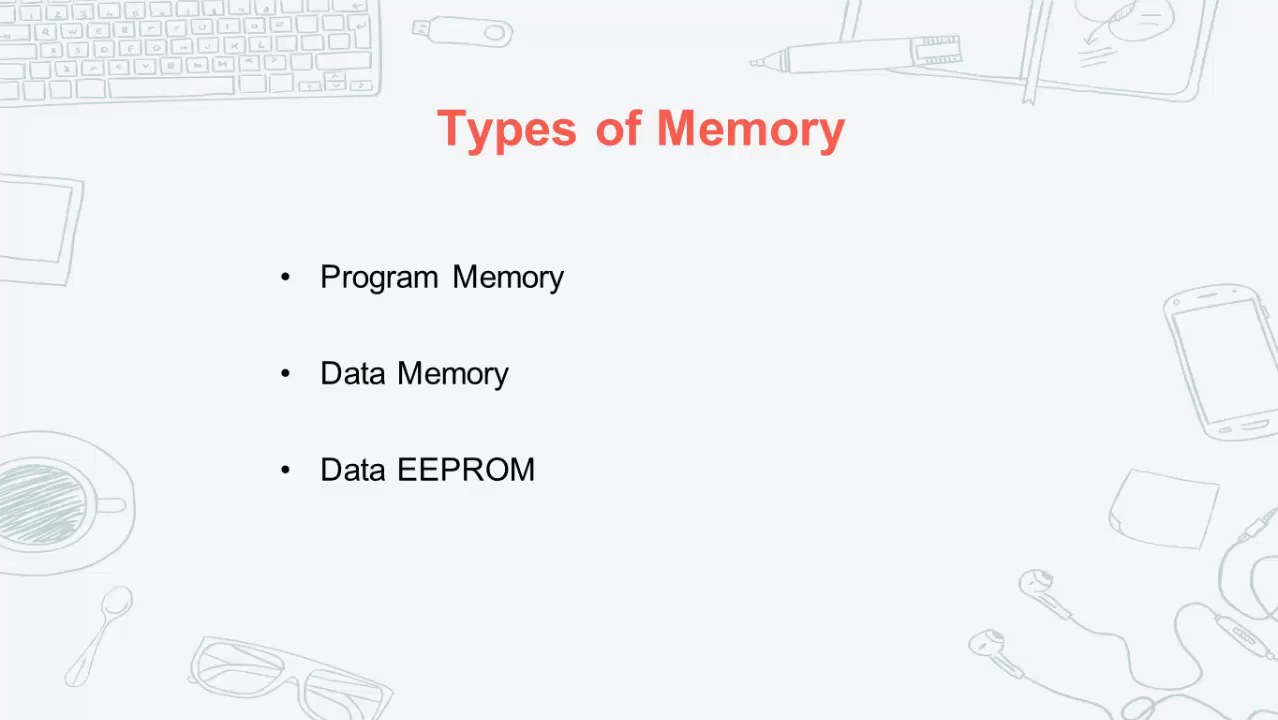 Types of Memory
• Program Memory
• Data Memory
• Data EEPROM